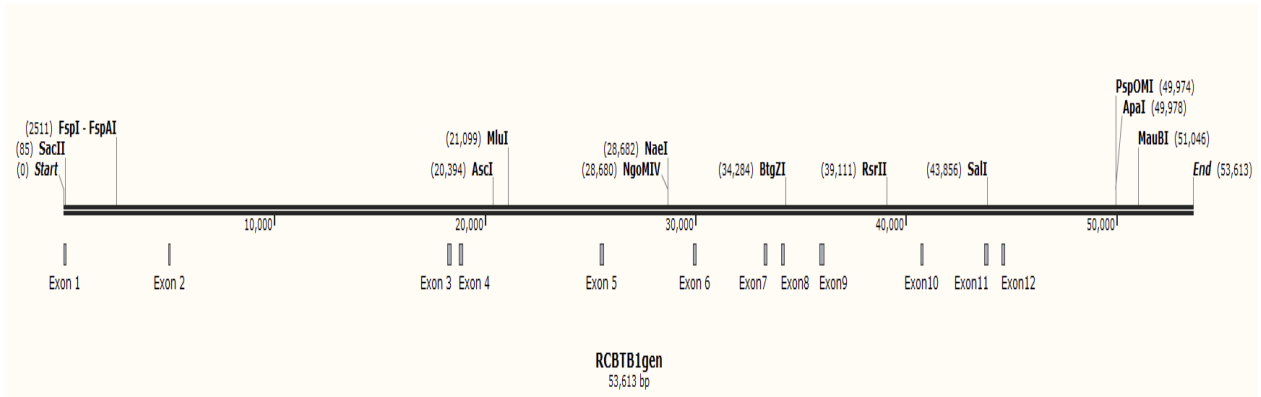 PspOMI (49,974)
ApaI (49,978)
(2511) FspI - FspAI
(21,099) MluI
MauBI (51,046)
(85) SacII
(28,682) NaeI
(0) Start
(20,394) AscI
(28,680) NgoMIV
(34,284) BtgZI
(39,111) RsrII
(43,856) SalI
End (53,613)
10,000 20,000 30,000 40,000 50,000
Exon 1 Exon 2 Exon 3 Exon 4 Exon 5 Exon 6 Exon7 Exon8 Exon9 Exon10 Exon11 Exon12
RCBTB1gen
53,613 bp